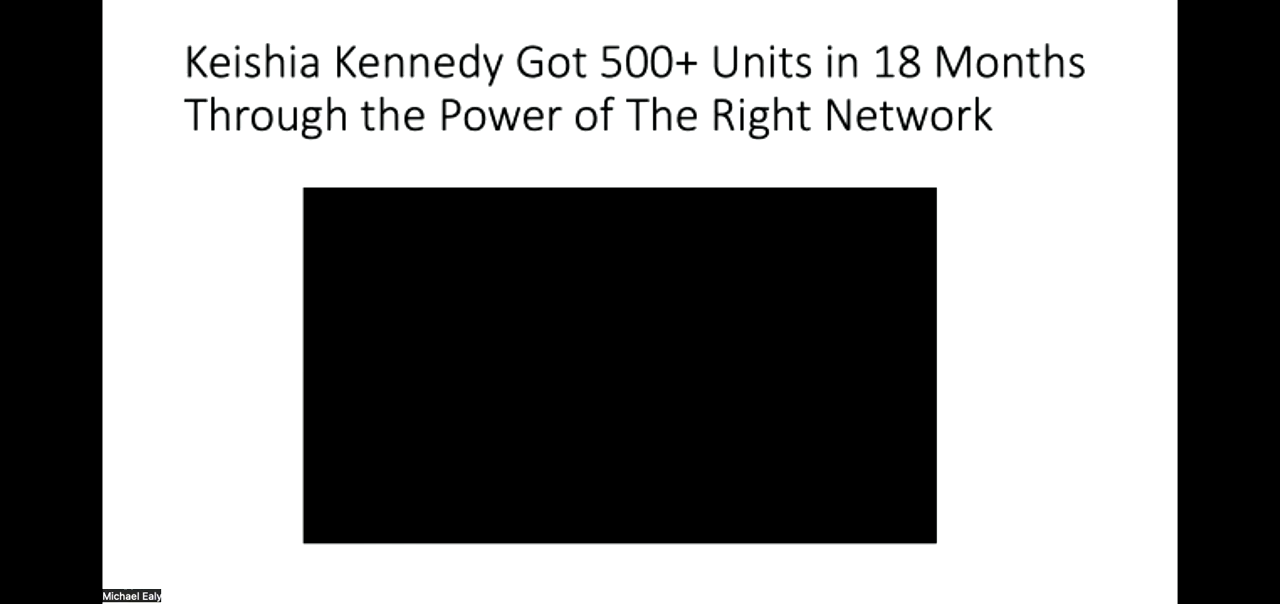 Keishia Kennedy Got 500+ Units in 18 Months
Through the Power of The Right Network
Michael Ealy